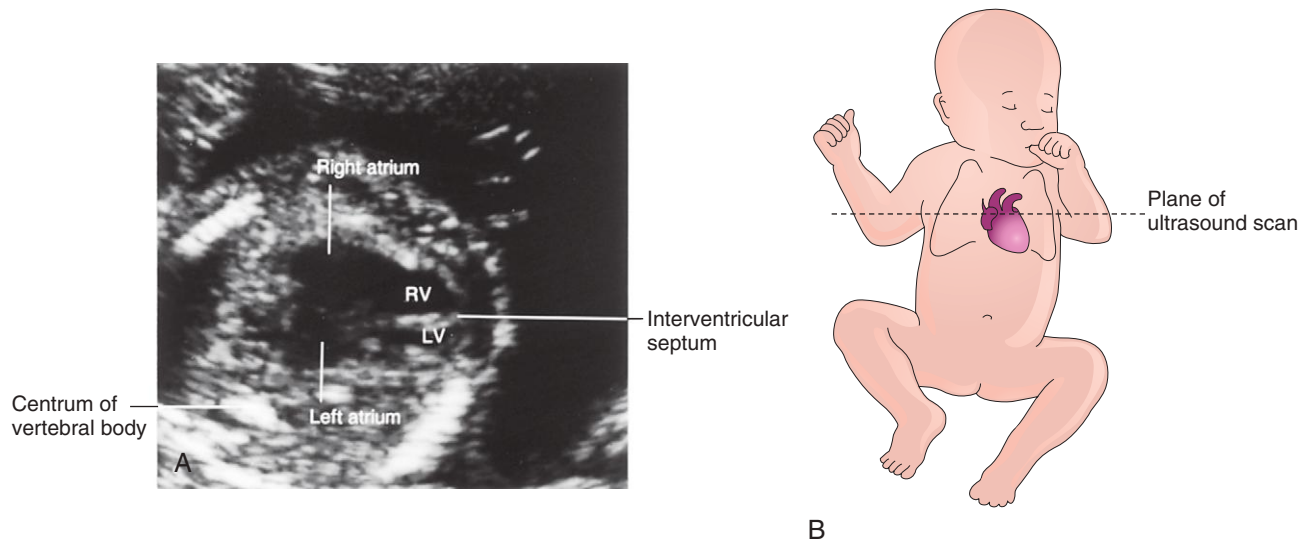 Right atrium
RV
LV
Interventricular
septum
Centrum of
vertebral body
Left atrium
A
Plane of
ultrasound scan
B